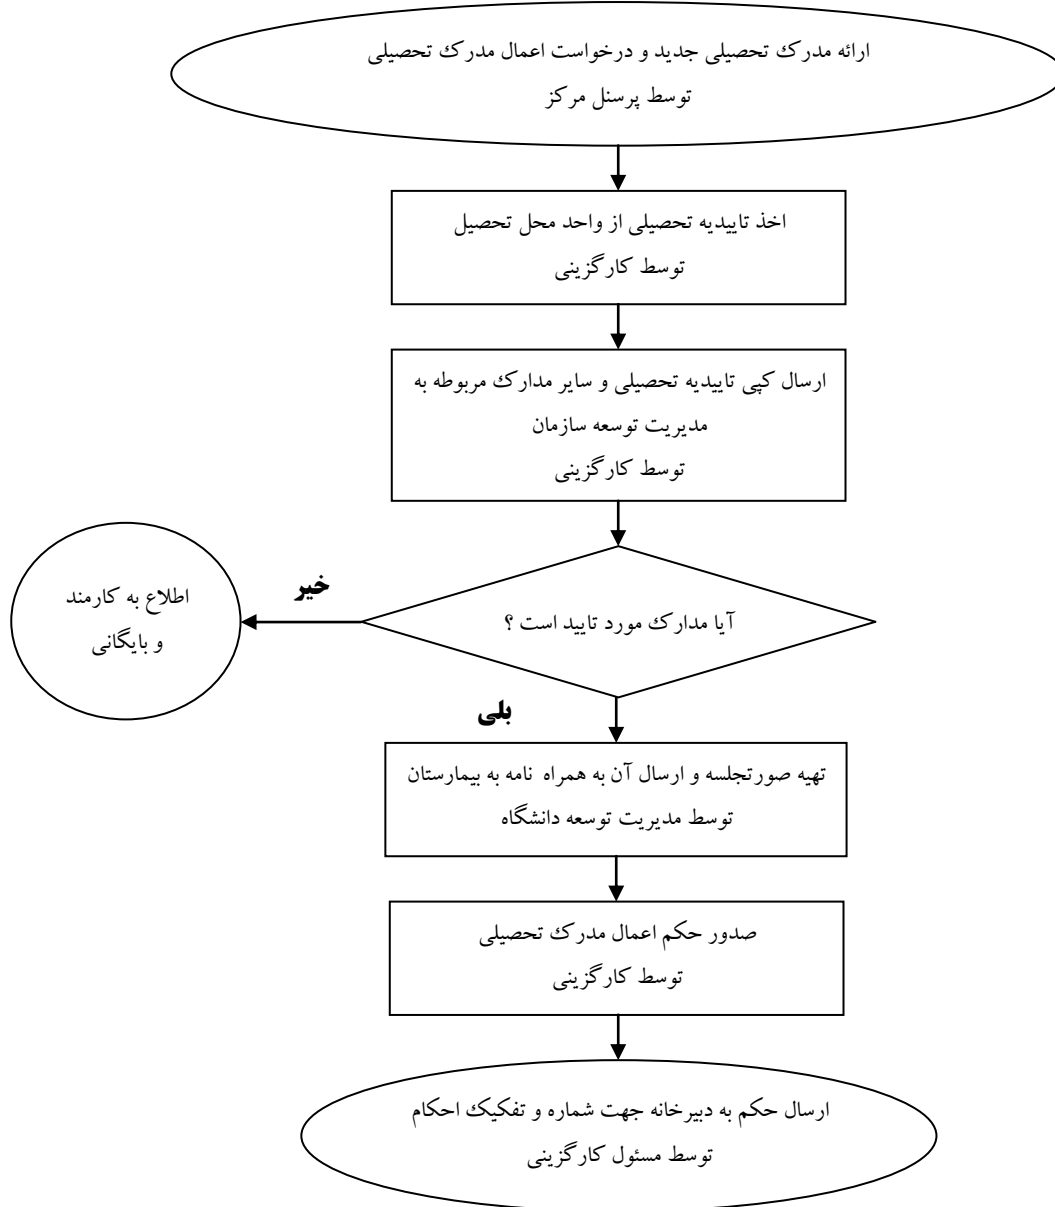 ارائه مدرک تحصیلی جدید و درخواست اعمال مدرک تحصیلی
توسط پرسنل مرکز
اخذ تاییدیه تحصیلی از واحد محل تحصیل
توسط کارگزینی
ارسال کپی تاییدیه تحصیلی و سایر مدارک مربوطه به
مدیریت توسعه سازمان
توسط کارگزینی
آیا مدارک مورد تایید است ؟
خیر
اطلاع به کارمند
و بایگانی
بلی
تهیه صورتجلسه و ارسال آن به همراه نامه به بیمارستان
توسط مدیریت توسعه دانشگاه
صدور حکم اعمال مدرک تحصیلی
توسط کارگزینی
ارسال حکم به دبیرخانه جهت شماره و تفکیک احکام
توسط مسئول کارگزینی